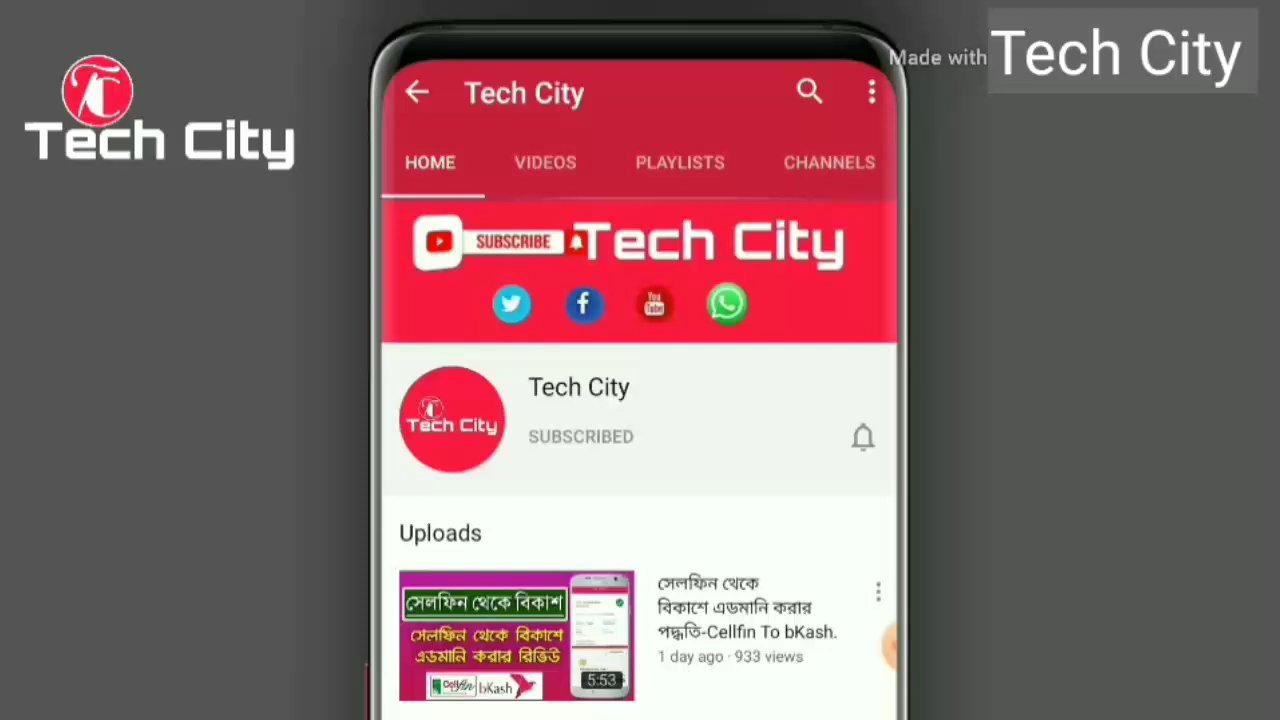 Tech City
Made with Tech City
Tech City
HOME VIDEOS PLAYLISTS CHANNELS
SUBSCRIBE Tech City
You Tube
Tech City
Tech City
SUBSCRIBED
Uploads
সেলফিন থেকে বিকাশ
সেলফিন থেকে বিকাশে
এডমানি করার রিভিউ
Cellfin bKash
5:53
সেলফিন থেকে
বিকাশে এডমানি করার
পদ্ধতি-Cellfin To bKash.
1 day ago · 933 views